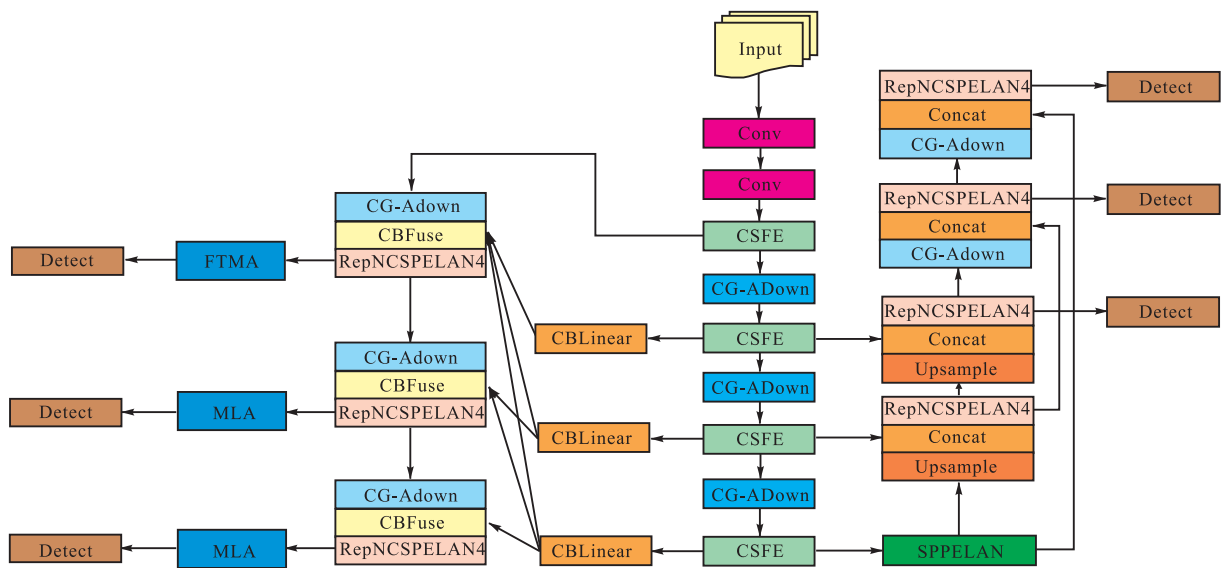 Input
Conv
Conv
CSFE
CG-ADown
CSFE
CG-ADown
CSFE
CG-ADown
CSFE
CG-Adown
CBFuse
RepNCSPELAN4
FTMA
Detect
CG-Adown
CBFuse
RepNCSPELAN4
MLA
Detect
CG-Adown
CBFuse
RepNCSPELAN4
MLA
Detect
CBLinear
CBLinear
CBLinear
RepNCSPELAN4
Concat
CG-Adown
Detect
RepNCSPELAN4
Concat
CG-Adown
Detect
RepNCSPELAN4
Concat
Upsample
Detect
RepNCSPELAN4
Concat
Upsample
SPPELAN